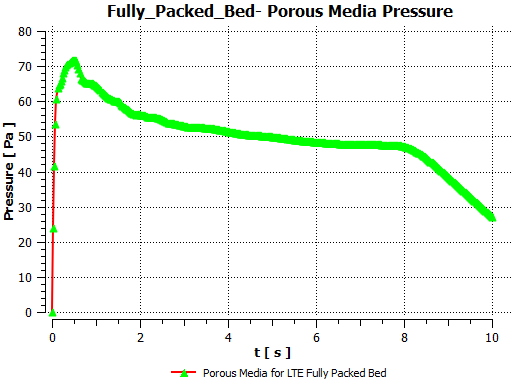 Fully_Packed_Bed- Porous Media Pressure
Pressure [ Pa ]
80
70
60
50
40
30
20
10
0
0 2 4 6 8 10
t [ s ]
Porous Media for LTE Fully Packed Bed